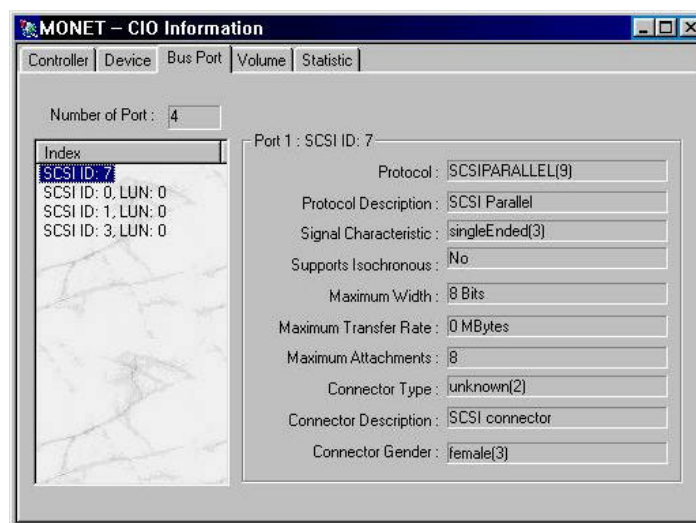 MONET – CIO Information
Controller Device Bus Port Volume Statistic
Number of Port : 4
Index
SCSI ID: 7
SCSI ID: 0, LUN: 0
SCSI ID: 1, LUN: 0
SCSI ID: 3, LUN: 0
Port 1 : SCSI ID: 7
Protocol : SCSIPARALLEL(9)
Protocol Description : SCSI Parallel
Signal Characteristic : singleEnded(3)
Supports Isochronous : No
Maximum Width : 8 Bits
Maximum Transfer Rate : 0 MBytes
Maximum Attachments : 8
Connector Type : unknown(2)
Connector Description : SCSI connector
Connector Gender : female(3)